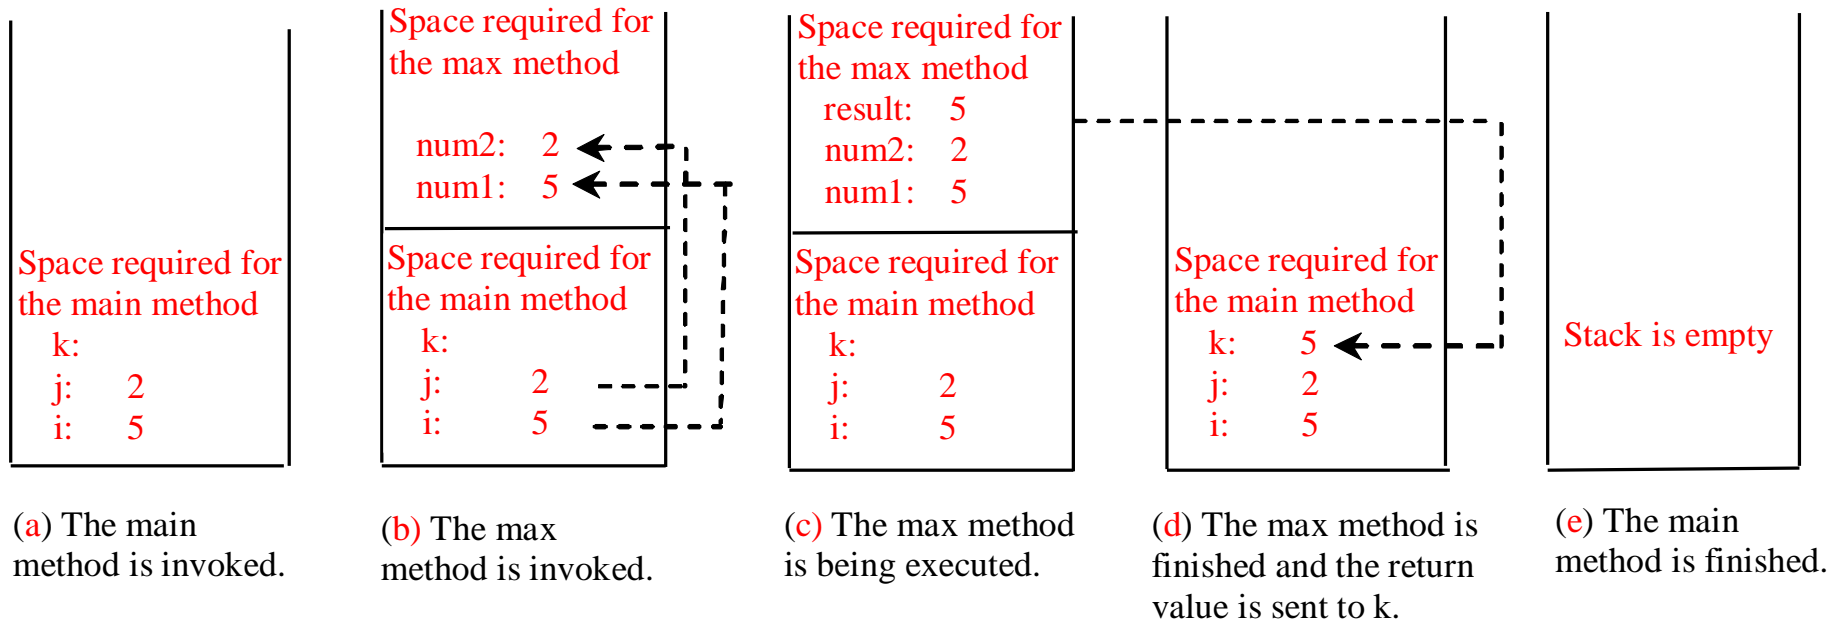 Space required for
the main method
k:
j: 2
i: 5
(a) The main
method is invoked.
Space required for
the max method
num2: 2
num1: 5
Space required for
the main method
k:
j: 2
i: 5
(b) The max
method is invoked.
Space required for
the max method
result: 5
num2: 2
num1: 5
Space required for
the main method
k:
j: 2
i: 5
(c) The max method
is being executed.
Space required for
the main method
k: 5
j: 2
i: 5
(d) The max method is
finished and the return
value is sent to k.
Stack is empty
(e) The main
method is finished.